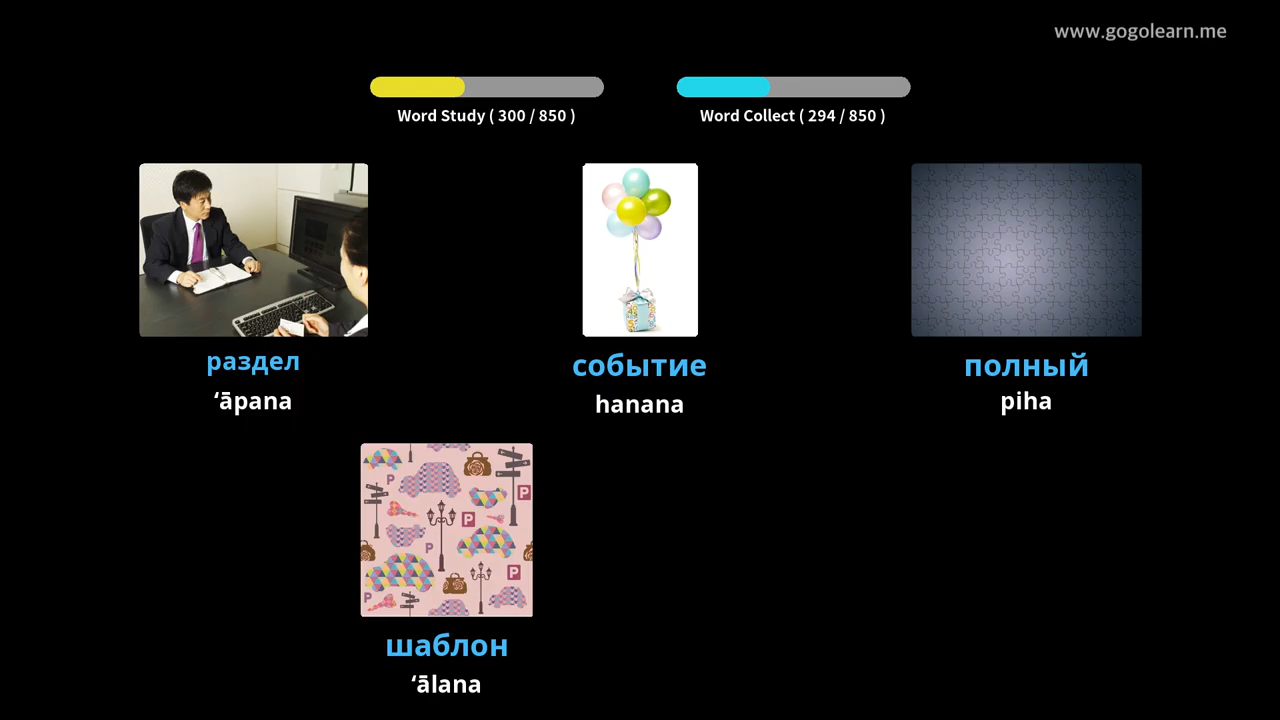 www.gogolearn.me
Word Study ( 300 / 850 )
Word Collect ( 294 / 850 )
раздел
ʻāpana
событие
hanana
полный
piha
P
P
P
P
P
P
шаблон
ʻālana